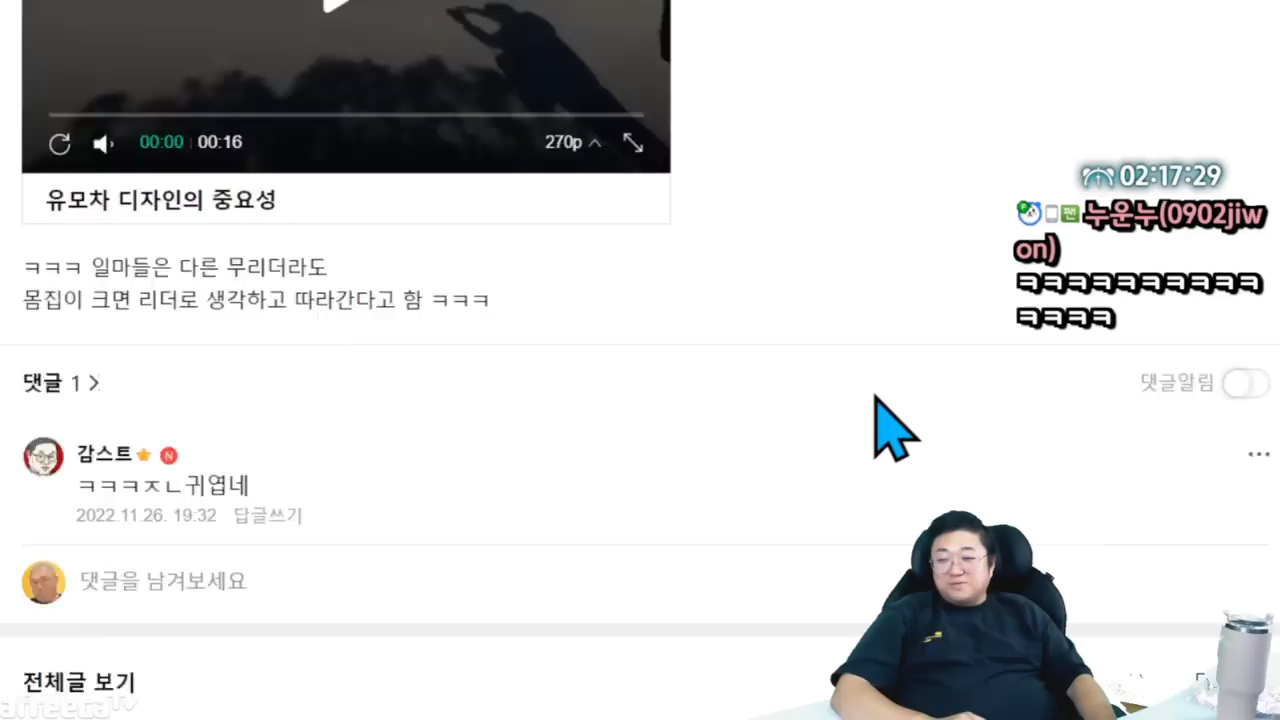 00:00 00:16 270p
유모차 디자인의 중요성
ㅋㅋㅋ 일마들은 다른 무리더라도
몸집이 크면 리더로 생각하고 따라간다고 함 ㅋㅋㅋ
02:17:29
팬 누운누(0902jiw
on)
ㅋㅋㅋㅋㅋㅋㅋㅋㅋㅋ
ㅋㅋㅋㅋ
댓글 1
댓글알림
감스트 N
ㅋㅋㅋㅈㄴ귀엽네
2022.11.26. 19:32 답글쓰기
댓글을 남겨보세요
전체글 보기
afreecaTV